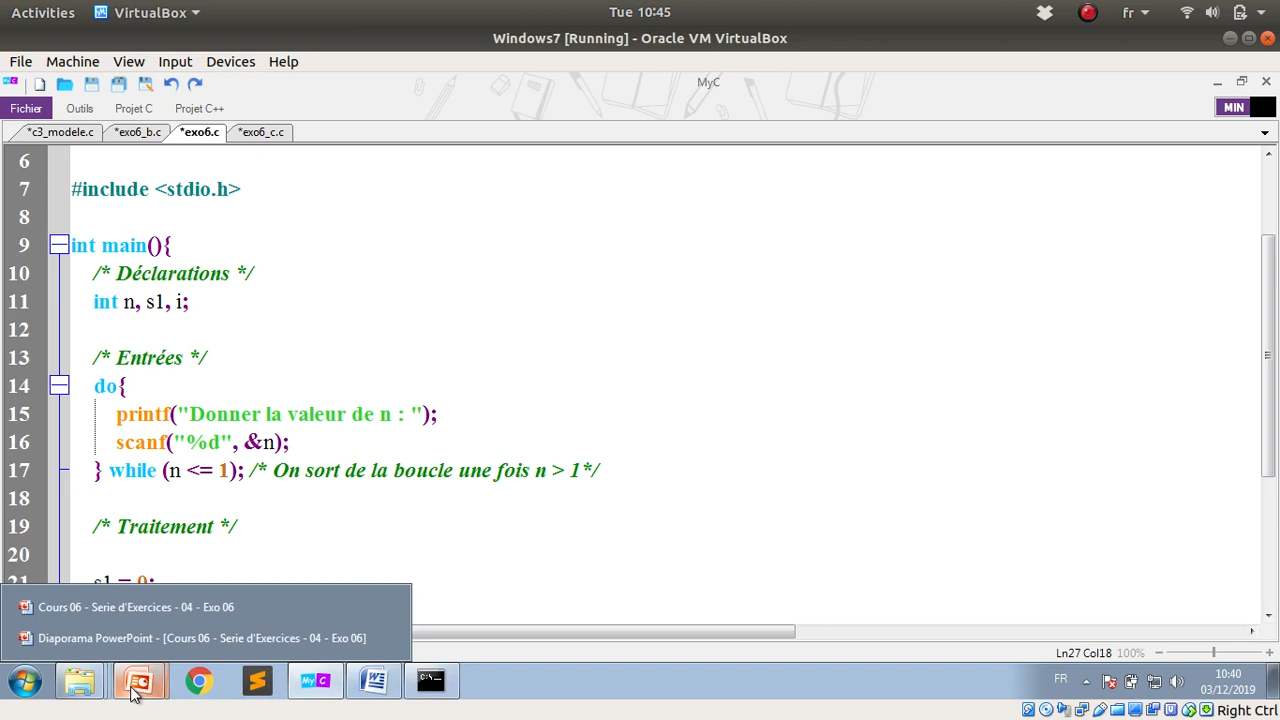 Activities VirtualBox Tue 10:45 fr
Windows7 [Running] - Oracle VM VirtualBox
File Machine View Input Devices Help
MyC MyC
Fichier Outils Projet C Projet C++ MIN
*c3_modele.c *exo6_b.c *exo6.c *exo6_c.c
6
7 #include <stdio.h>
8
9 int main(){
10 /* Déclarations */
11 int n, s1, i;
12
13 /* Entrées */
14 do{
15 printf("Donner la valeur de n : ");
16 scanf("%d", &n);
17 } while (n <= 1); /* On sort de la boucle une fois n > 1*/
18
19 /* Traitement */
20
21 s1 = 0;
Cours 06 - Serie d'Exercices - 04 - Exo 06
Diaporama PowerPoint - [Cours 06 - Serie d'Exercices - 04 - Exo 06]
Ln27 Col18 100%
MyC FR 10:40
03/12/2019
Right Ctrl